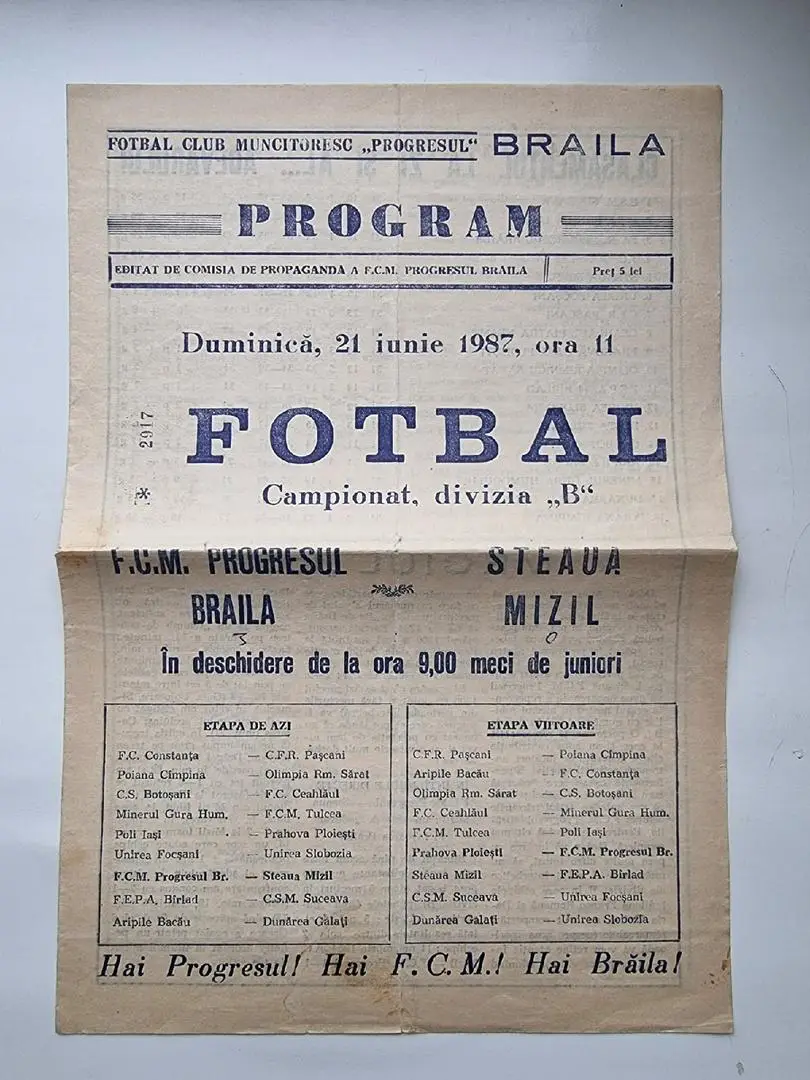 FOTBAL CLUB MUNCITORESC „PROGRESUL“ BRAILA
PROGRAM
EDITAT DE COMISIA DE PROPAGANDĂ A F.C.M. PROGRESUL BRAILA Preț 5 lei
Duminică, 21 iunie 1987, ora 11
2917
FOTBAL
Campionat, divizia „B“
F.C.M. PROGRESUL STEAUA
BRAILA MIZIL
3 0
În deschidere de la ora 9,00 meci de juniori
ETAPA DE AZI
F.C. Constanța — C.F.R. Pașcani
Poiana Cîmpina — Olimpia Rm. Sărat
C.S. Botoșani — F.C. Ceahlăul
Minerul Gura Hum. — F.C.M. Tulcea
Poli Iași — Prahova Ploiești
Unirea Focșani — Unirea Slobozia
F.C.M. Progresul Br. — Steaua Mizil
F.E.P.A. Bîrlad — C.S.M. Suceava
Aripile Bacău — Dunărea Galați
ETAPA VIITOARE
C.F.R. Pașcani — Poiana Cîmpina
Aripile Bacău — F.C. Constanța
Olimpia Rm. Sărat — C.S. Botoșani
F.C. Ceahlăul — Minerul Gura Hum.
F.C.M. Tulcea — Poli Iași
Prahova Ploiești — F.C.M. Progresul Br.
Steaua Mizil — F.E.P.A. Bîrlad
C.S.M. Suceava — Unirea Focșani
Dunărea Galați — Unirea Slobozia
Hai Progresul! Hai F.C.M.! Hai Brăila!